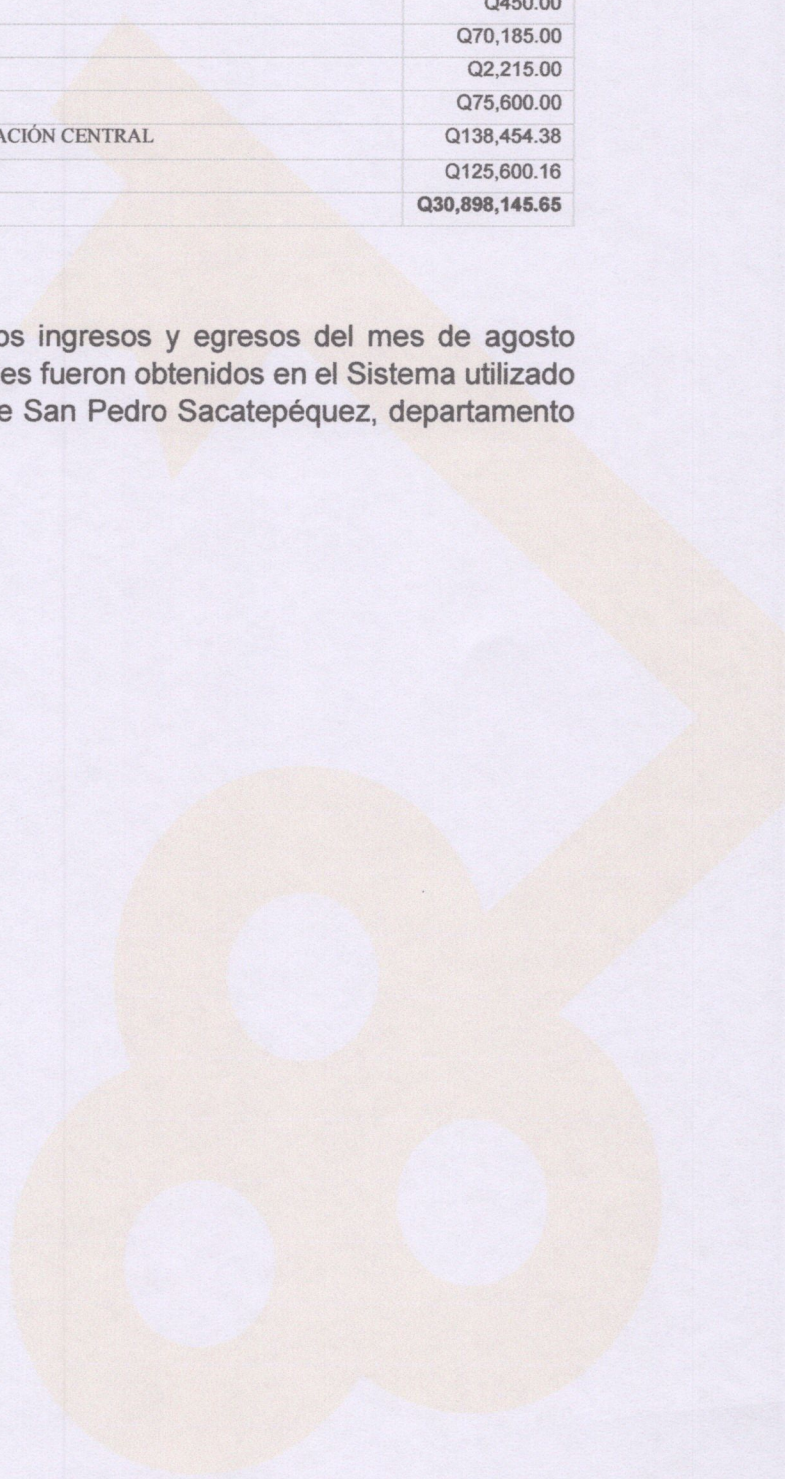 Q450.00
Q70,185.00
Q2,215.00
Q75,600.00
ACIÓN CENTRAL Q138,454.38
Q125,600.16
Q30,898,145.65
os ingresos y egresos del mes de agosto
es fueron obtenidos en el Sistema utilizado
e San Pedro Sacatepéquez, departamento